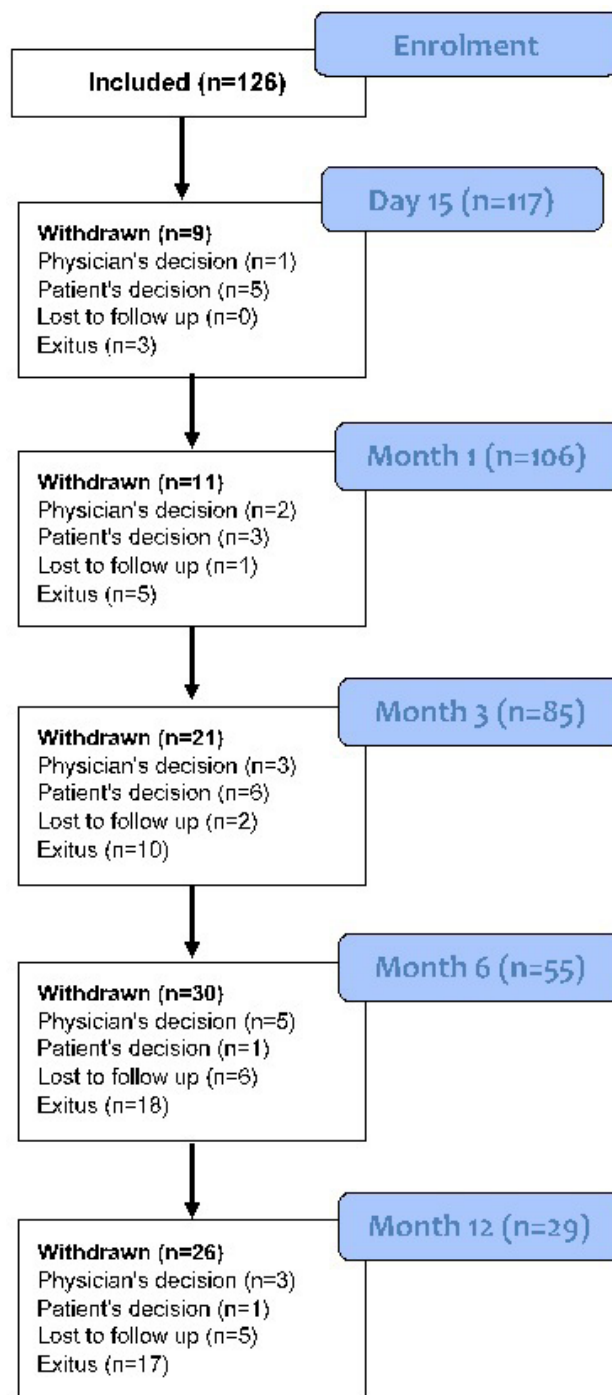 Enrolment
Included (n=126)
Day 15 (n=117)
Withdrawn (n=9)
Physician's decision (n=1)
Patient's decision (n=5)
Lost to follow up (n=0)
Exitus (n=3)
Month 1 (n=106)
Withdrawn (n=11)
Physician's decision (n=2)
Patient's decision (n=3)
Lost to follow up (n=1)
Exitus (n=5)
Month 3 (n=85)
Withdrawn (n=21)
Physician's decision (n=3)
Patient's decision (n=6)
Lost to follow up (n=2)
Exitus (n=10)
Month 6 (n=55)
Withdrawn (n=30)
Physician's decision (n=5)
Patient's decision (n=1)
Lost to follow up (n=6)
Exitus (n=18)
Month 12 (n=29)
Withdrawn (n=26)
Physician's decision (n=3)
Patient's decision (n=1)
Lost to follow up (n=5)
Exitus (n=17)